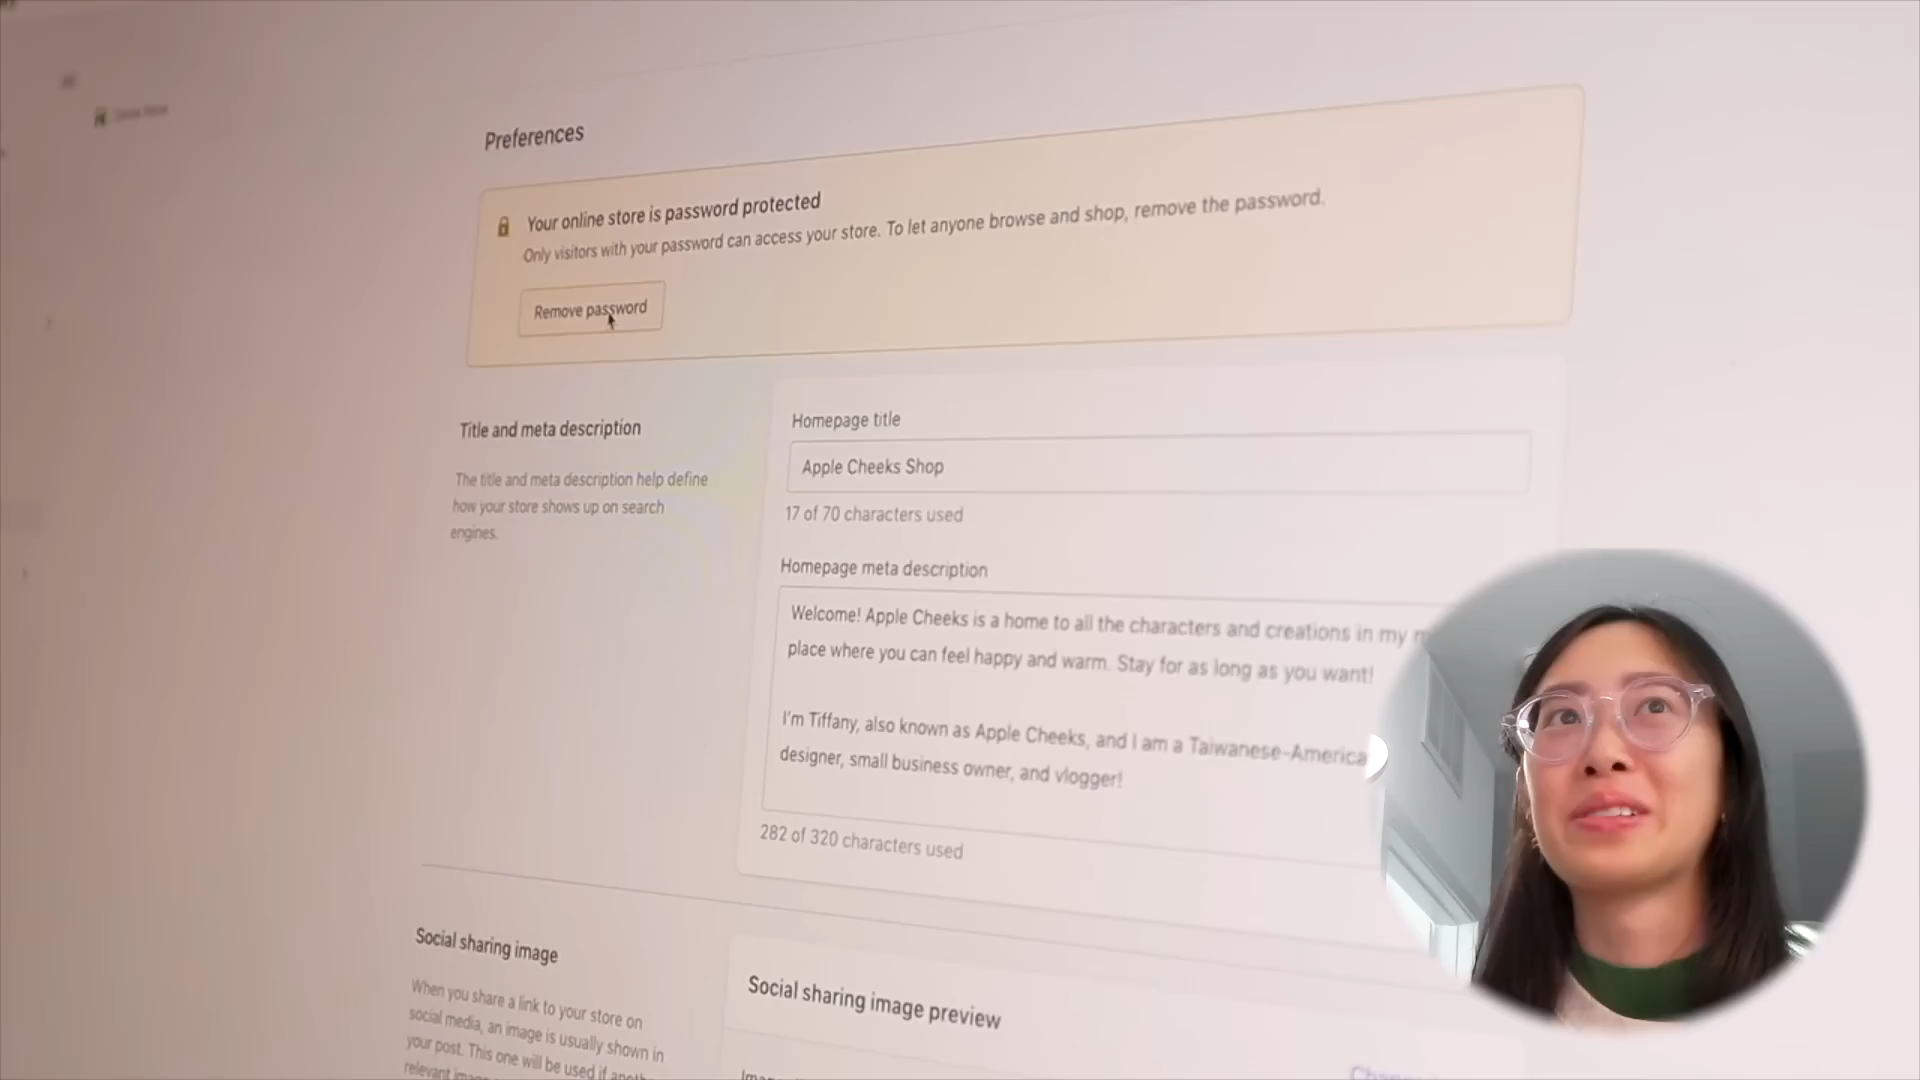 Preferences
Your online store is password protected
Only visitors with your password can access your store. To let anyone browse and shop, remove the password.
Remove password
Title and meta description
The title and meta description help define
how your store shows up on search
engines.
Homepage title
Apple Cheeks Shop
17 of 70 characters used
Homepage meta description
Welcome! Apple Cheeks is a home to all the characters and creations in my
place where you can feel happy and warm. Stay for as long as you want!
I'm Tiffany, also known as Apple Cheeks, and I am a Taiwanese-America
designer, small business owner, and vlogger!
282 of 320 characters used
Social sharing image
When you share a link to your store on
social media, an image is usually shown in
your post. This one will be used if
relevant
Social sharing image preview